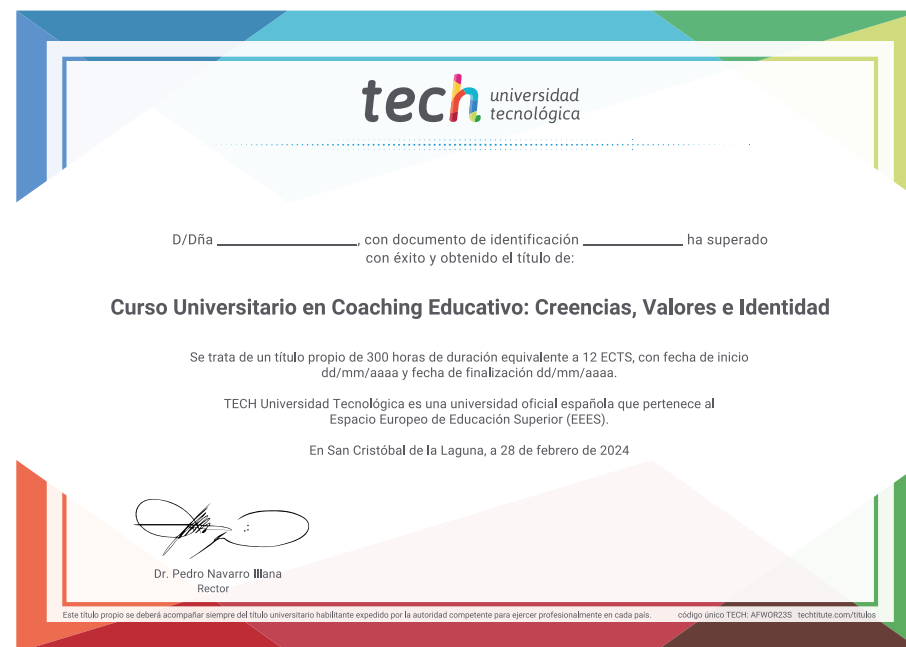 tech universidad
tecnológica
D/Dña ____________________, con documento de identificación ______________ ha superado
con éxito y obtenido el título de:
Curso Universitario en Coaching Educativo: Creencias, Valores e Identidad
Se trata de un título propio de 300 horas de duración equivalente a 12 ECTS, con fecha de inicio
dd/mm/aaaa y fecha de finalización dd/mm/aaaa.
TECH Universidad Tecnológica es una universidad oficial española que pertenece al
Espacio Europeo de Educación Superior (EEES).
En San Cristóbal de la Laguna, a 28 de febrero de 2024
Dr. Pedro Navarro Illana
Rector
Este título propio se deberá acompañar siempre del título universitario habilitante expedido por la autoridad competente para ejercer profesionalmente en cada país. código único TECH: AFWOR23S techtitute.com/titulos